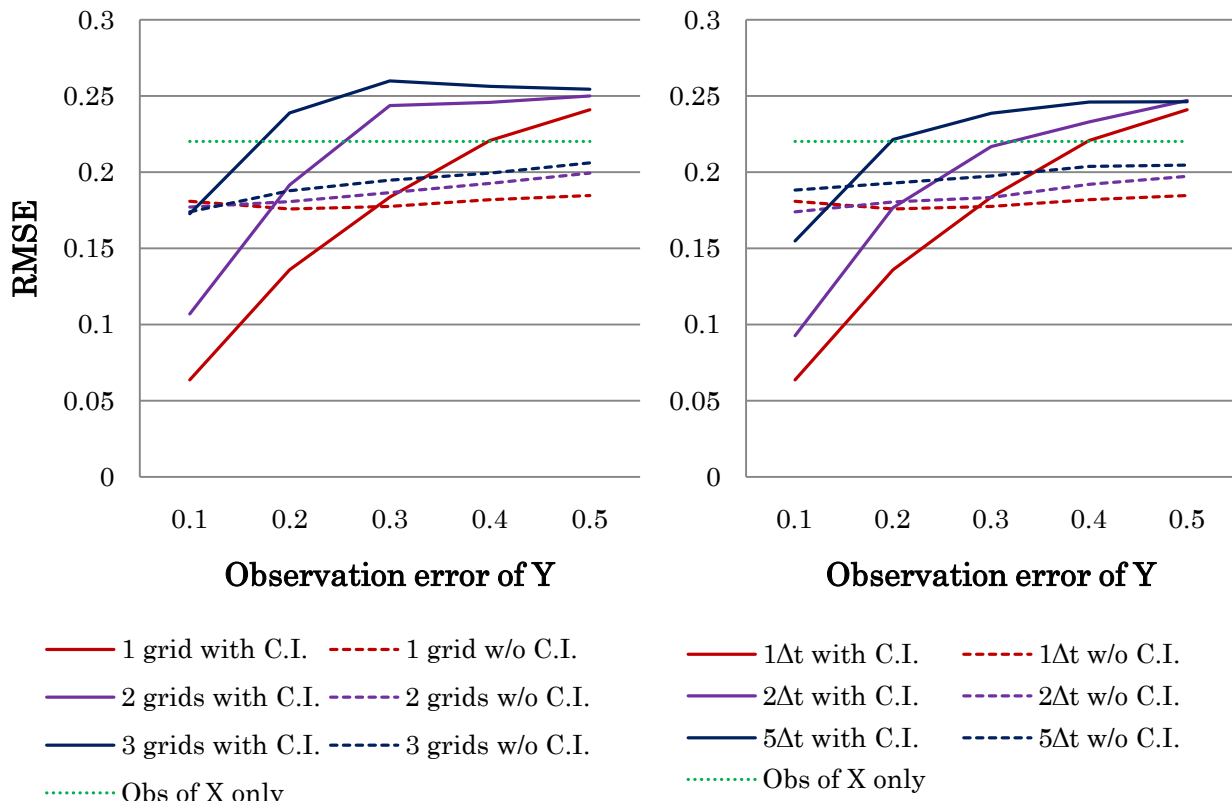 0.3
0.25
0.2
0.15
0.1
0.05
0
RMSE
0.1 0.2 0.3 0.4 0.5
Observation error of Y
1 grid with C.I. 1 grid w/o C.I.
2 grids with C.I. 2 grids w/o C.I.
3 grids with C.I. 3 grids w/o C.I.
Obs of X only
0.3
0.25
0.2
0.15
0.1
0.05
0
0.1 0.2 0.3 0.4 0.5
Observation error of Y
1Δt with C.I. 1Δt w/o C.I.
2Δt with C.I. 2Δt w/o C.I.
5Δt with C.I. 5Δt w/o C.I.
Obs of X only